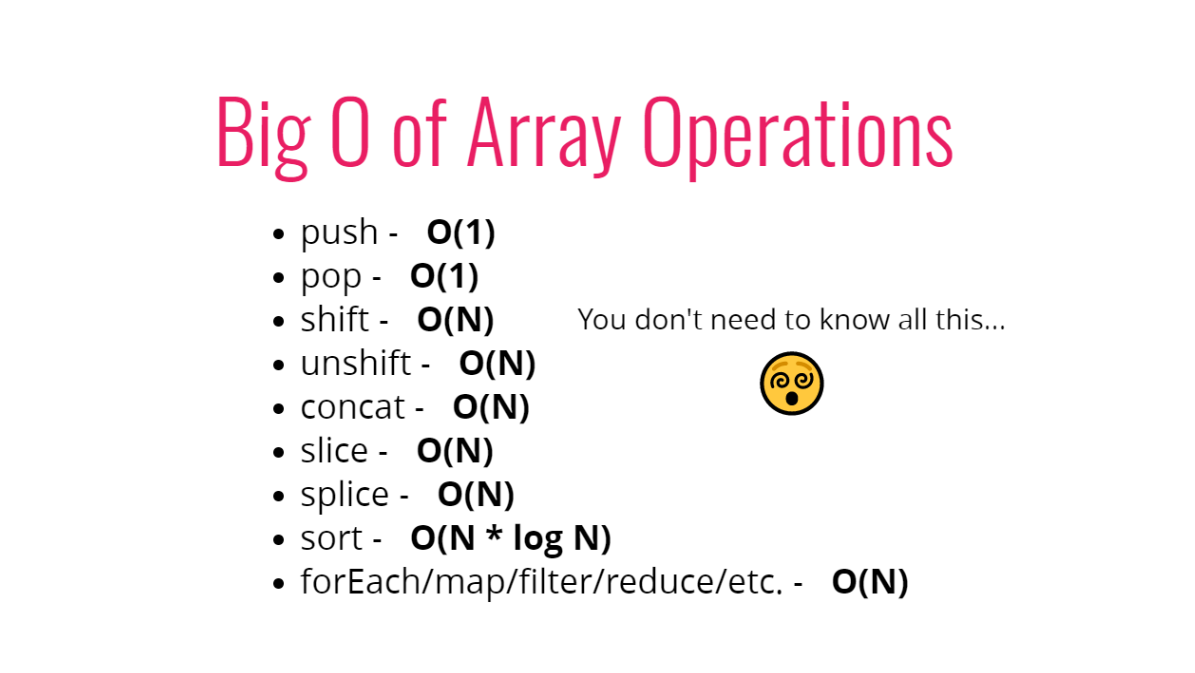 Big O of Array Operations
• push - O(1)
• pop - O(1)
• shift - O(N)
You don't need to know all this...
• unshift - O(N)
• concat - O(N)
• slice - O(N)
• splice - O(N)
• sort - O(N * log N)
• forEach/map/filter/reduce/etc. - O(N)